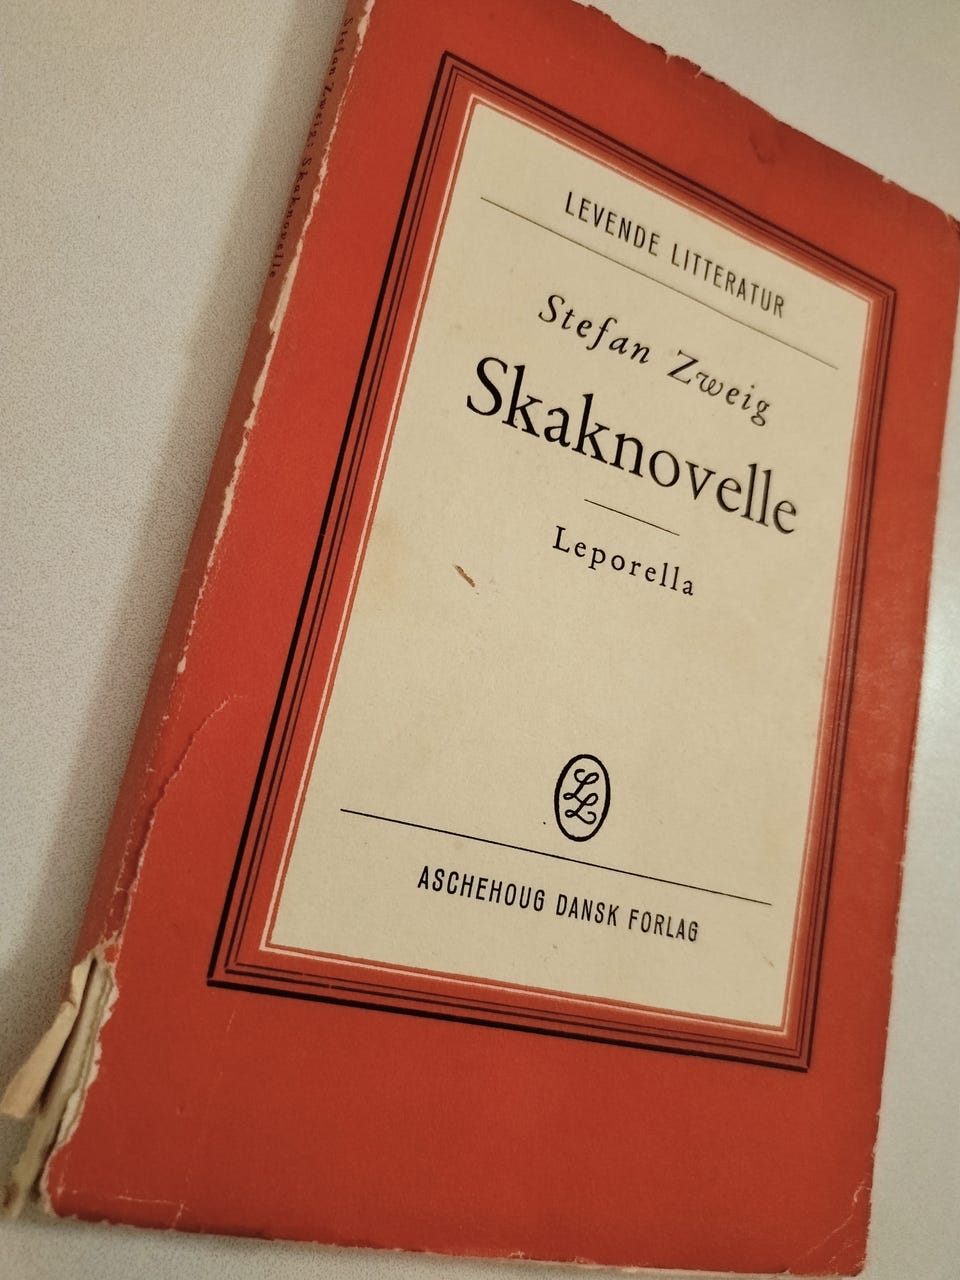 Stefan Zweig: Skaknovelle
LEVENDE LITTERATUR
Stefan Zweig
Skaknovelle
Leporella
LL
ASCHEHOUG DANSK FORLAG